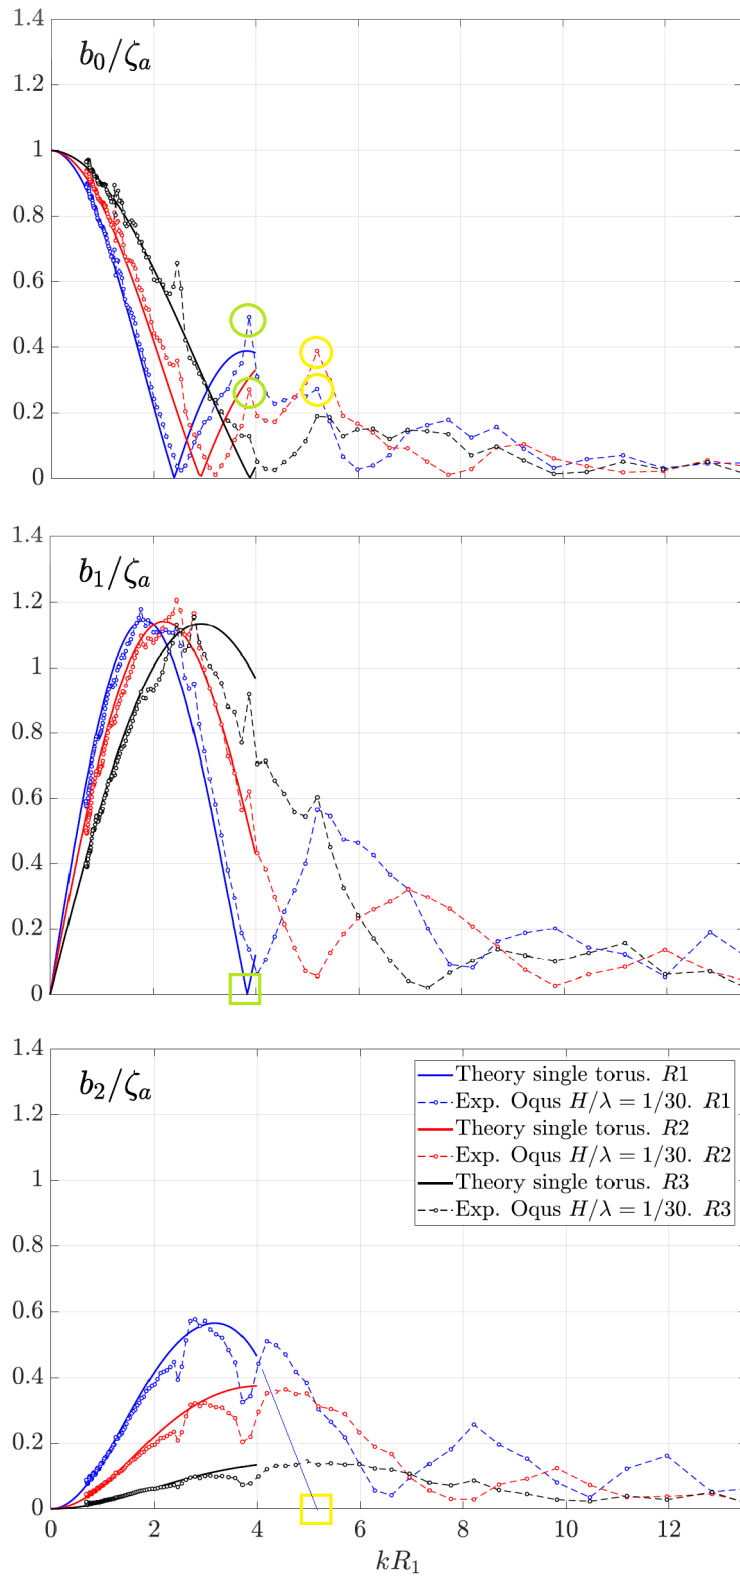 1.4
b₀/ζₐ
1.2
1
0.8
0.6
0.4
0.2
0
1.4
b₁/ζₐ
1.2
1
0.8
0.6
0.4
0.2
0
1.4
b₂/ζₐ
1.2
1
0.8
0.6
0.4
0.2
0
Theory single torus. R1
Exp. Oqus H/λ = 1/30. R1
Theory single torus. R2
Exp. Oqus H/λ = 1/30. R2
Theory single torus. R3
Exp. Oqus H/λ = 1/30. R3
0 2 4 6 8 10 12
kR₁